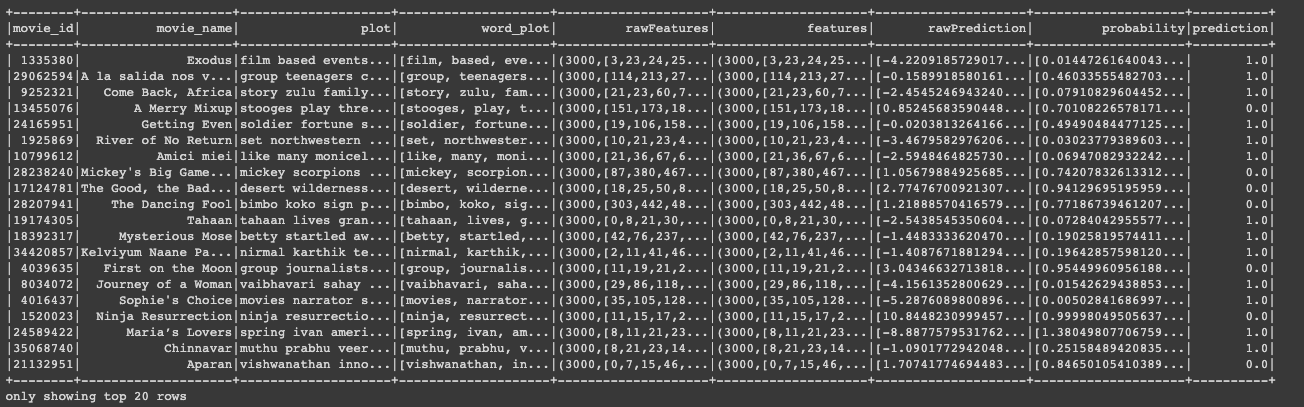 +--------+--------------------+--------------------+--------------------+--------------------+--------------------+--------------------+--------------------+----------+
|movie_id|          movie_name|                plot|           word_plot|         rawFeatures|            features|       rawPrediction|         probability|prediction|
+--------+--------------------+--------------------+--------------------+--------------------+--------------------+--------------------+--------------------+----------+
| 1335380|              Exodus|film based events...|[film, based, eve...|(3000,[3,23,24,25...|(3000,[3,23,24,25...|[-4.2209185729017...|[0.01447261640043...|       1.0|
|29062594|A la salida nos v...|group teenagers c...|[group, teenagers...|(3000,[114,213,27...|(3000,[114,213,27...|[-0.1589918580161...|[0.46033555482703...|       1.0|
| 9252321|   Come Back, Africa|story zulu family...|[story, zulu, fam...|(3000,[21,23,60,7...|(3000,[21,23,60,7...|[-2.4545246943240...|[0.07910829604452...|       1.0|
|13455076|       A Merry Mixup|stooges play thre...|[stooges, play, t...|(3000,[151,173,18...|(3000,[151,173,18...|[0.85245683590448...|[0.70108226578171...|       0.0|
|24165951|        Getting Even|soldier fortune s...|[soldier, fortune...|(3000,[19,106,158...|(3000,[19,106,158...|[-0.0203813264166...|[0.49490484477125...|       1.0|
| 1925869|  River of No Return|set northwestern ...|[set, northwester...|(3000,[10,21,23,4...|(3000,[10,21,23,4...|[-3.4679582976206...|[0.03023779389603...|       1.0|
|10799612|          Amici miei|like many monicel...|[like, many, moni...|(3000,[21,36,67,6...|(3000,[21,36,67,6...|[-2.5948464825730...|[0.06947082932242...|       1.0|
|28238240|Mickey's Big Game...|mickey scorpions ...|[mickey, scorpion...|(3000,[87,380,467...|(3000,[87,380,467...|[1.05679884925685...|[0.74207832613312...|       0.0|
|17124781|The Good, the Bad...|desert wilderness...|[desert, wilderne...|(3000,[18,25,50,8...|(3000,[18,25,50,8...|[2.77476700921307...|[0.94129695195959...|       0.0|
|28207941|    The Dancing Fool|bimbo koko sign p...|[bimbo, koko, sig...|(3000,[303,442,48...|(3000,[303,442,48...|[1.21888570416579...|[0.77186739461207...|       0.0|
|19174305|              Tahaan|tahaan lives gran...|[tahaan, lives, g...|(3000,[0,8,21,30,...|(3000,[0,8,21,30,...|[-2.5438545350604...|[0.07284042955577...|       1.0|
|18392317|     Mysterious Mose|betty startled aw...|[betty, startled,...|(3000,[42,76,237,...|(3000,[42,76,237,...|[-1.4483333620470...|[0.19025819574411...|       1.0|
|34420857|Kelviyum Naane Pa...|nirmal karthik te...|[nirmal, karthik,...|(3000,[2,11,41,46...|(3000,[2,11,41,46...|[-1.4087671881294...|[0.19642857598120...|       1.0|
| 4039635|   First on the Moon|group journalists...|[group, journalis...|(3000,[11,19,21,2...|(3000,[11,19,21,2...|[3.04346632713818...|[0.95449960956188...|       0.0|
| 8034072|  Journey of a Woman|vaibhavari sahay ...|[vaibhavari, saha...|(3000,[29,86,118,...|(3000,[29,86,118,...|[-4.1561352800629...|[0.01542629438853...|       1.0|
| 4016437|     Sophie's Choice|movies narrator s...|[movies, narrator...|(3000,[35,105,128...|(3000,[35,105,128...|[-5.2876089800896...|[0.00502841686997...|       1.0|
| 1520023|  Ninja Resurrection|ninja resurrectio...|[ninja, resurrect...|(3000,[11,15,17,2...|(3000,[11,15,17,2...|[10.8448230999457...|[0.99998049505637...|       0.0|
|24589422|      Maria’s Lovers|spring ivan ameri...|[spring, ivan, am...|(3000,[8,11,21,23...|(3000,[8,11,21,23...|[-8.8877579531762...|[1.38049807706759...|       1.0|
|35068740|           Chinnavar|muthu prabhu veer...|[muthu, prabhu, v...|(3000,[8,21,23,14...|(3000,[8,21,23,14...|[-1.0901772942048...|[0.25158489420835...|       1.0|
|21132951|              Aparan|vishwanathan inno...|[vishwanathan, in...|(3000,[0,7,15,46,...|(3000,[0,7,15,46,...|[1.70741774694483...|[0.84650105410389...|       0.0|
+--------+--------------------+--------------------+--------------------+--------------------+--------------------+--------------------+--------------------+----------+
only showing top 20 rows